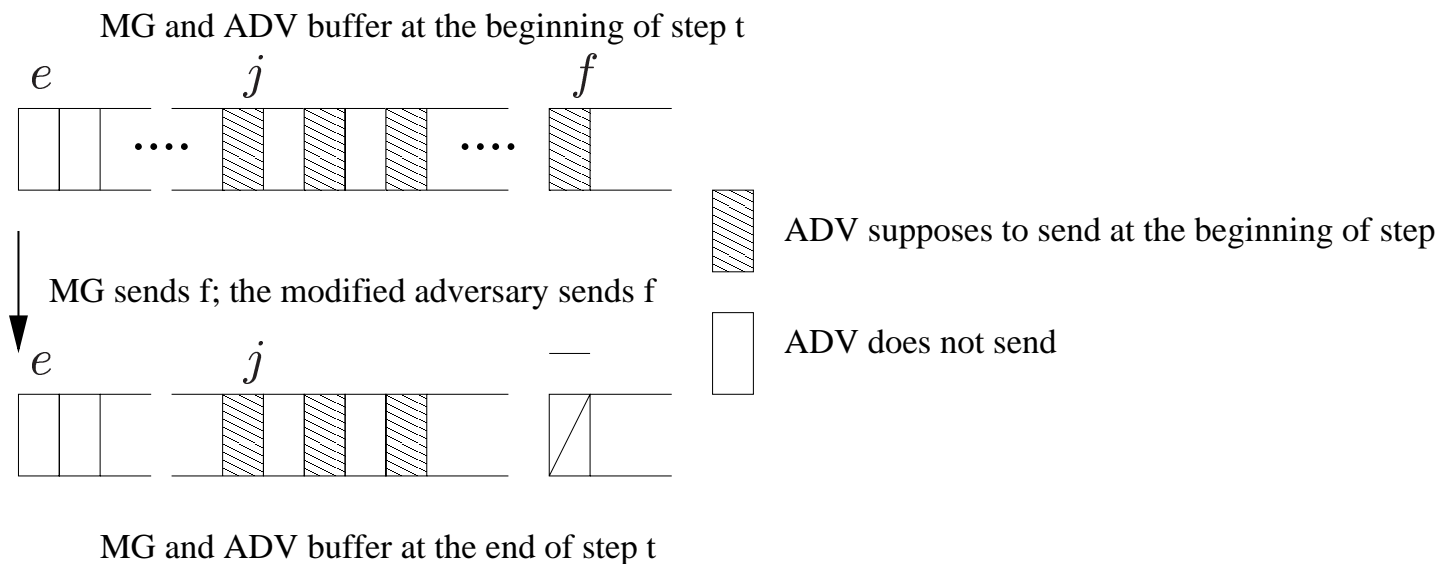 MG and ADV buffer at the beginning of step t
e j f
ADV supposes to send at the beginning of step
MG sends f; the modified adversary sends f
ADV does not send
e j —
MG and ADV buffer at the end of step t